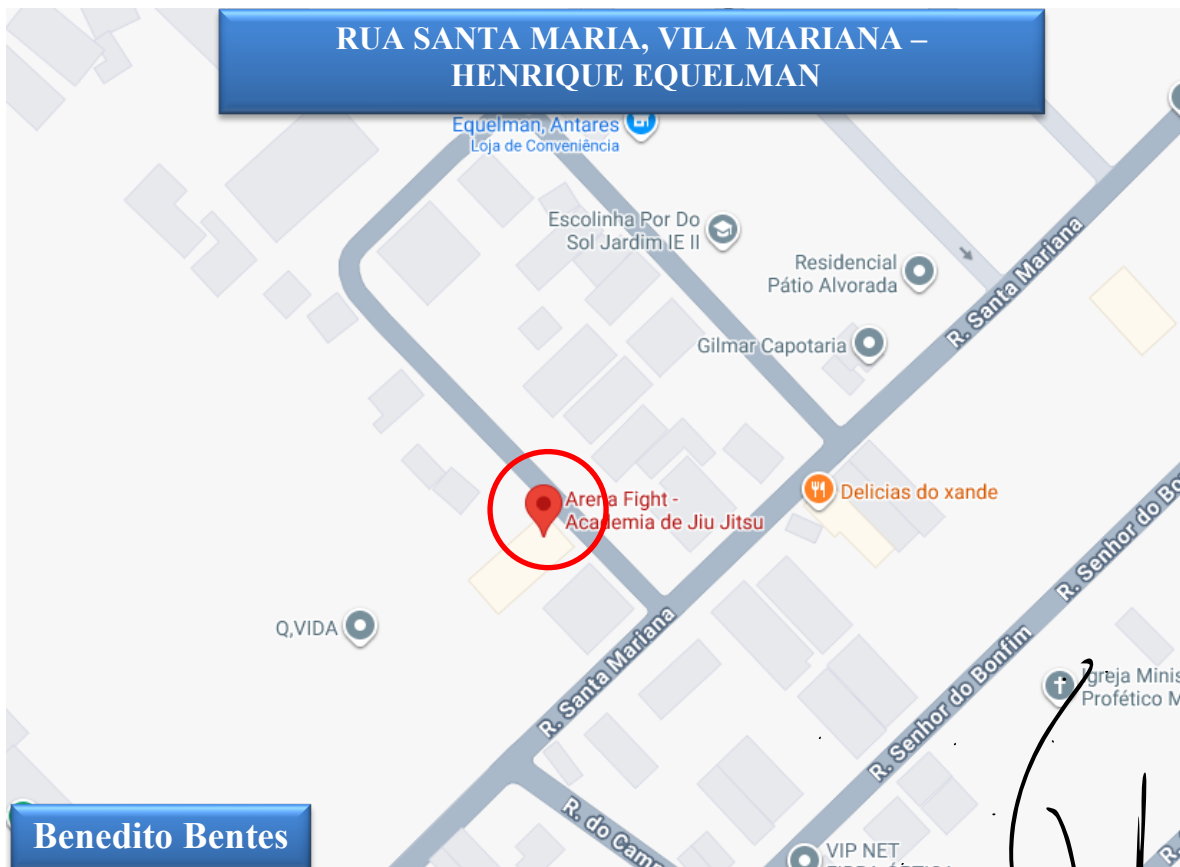 RUA SANTA MARIA, VILA MARIANA –
HENRIQUE EQUELMAN
Equelman, Antares
Loja de Conveniência
Escolinha Por Do
Sol Jardim IE II
Residencial
Pátio Alvorada
R. Santa Mariana
Gilmar Capotaria
Arena Fight -
Academia de Jiu Jitsu
Delicias do xande
R. Senhor do Bo
Q,VIDA
R. Santa Mariana
R. Senhor do Bonfim
Igreja Minis
Profético M
Benedito Bentes
R. do Camp
VIP NET
R.